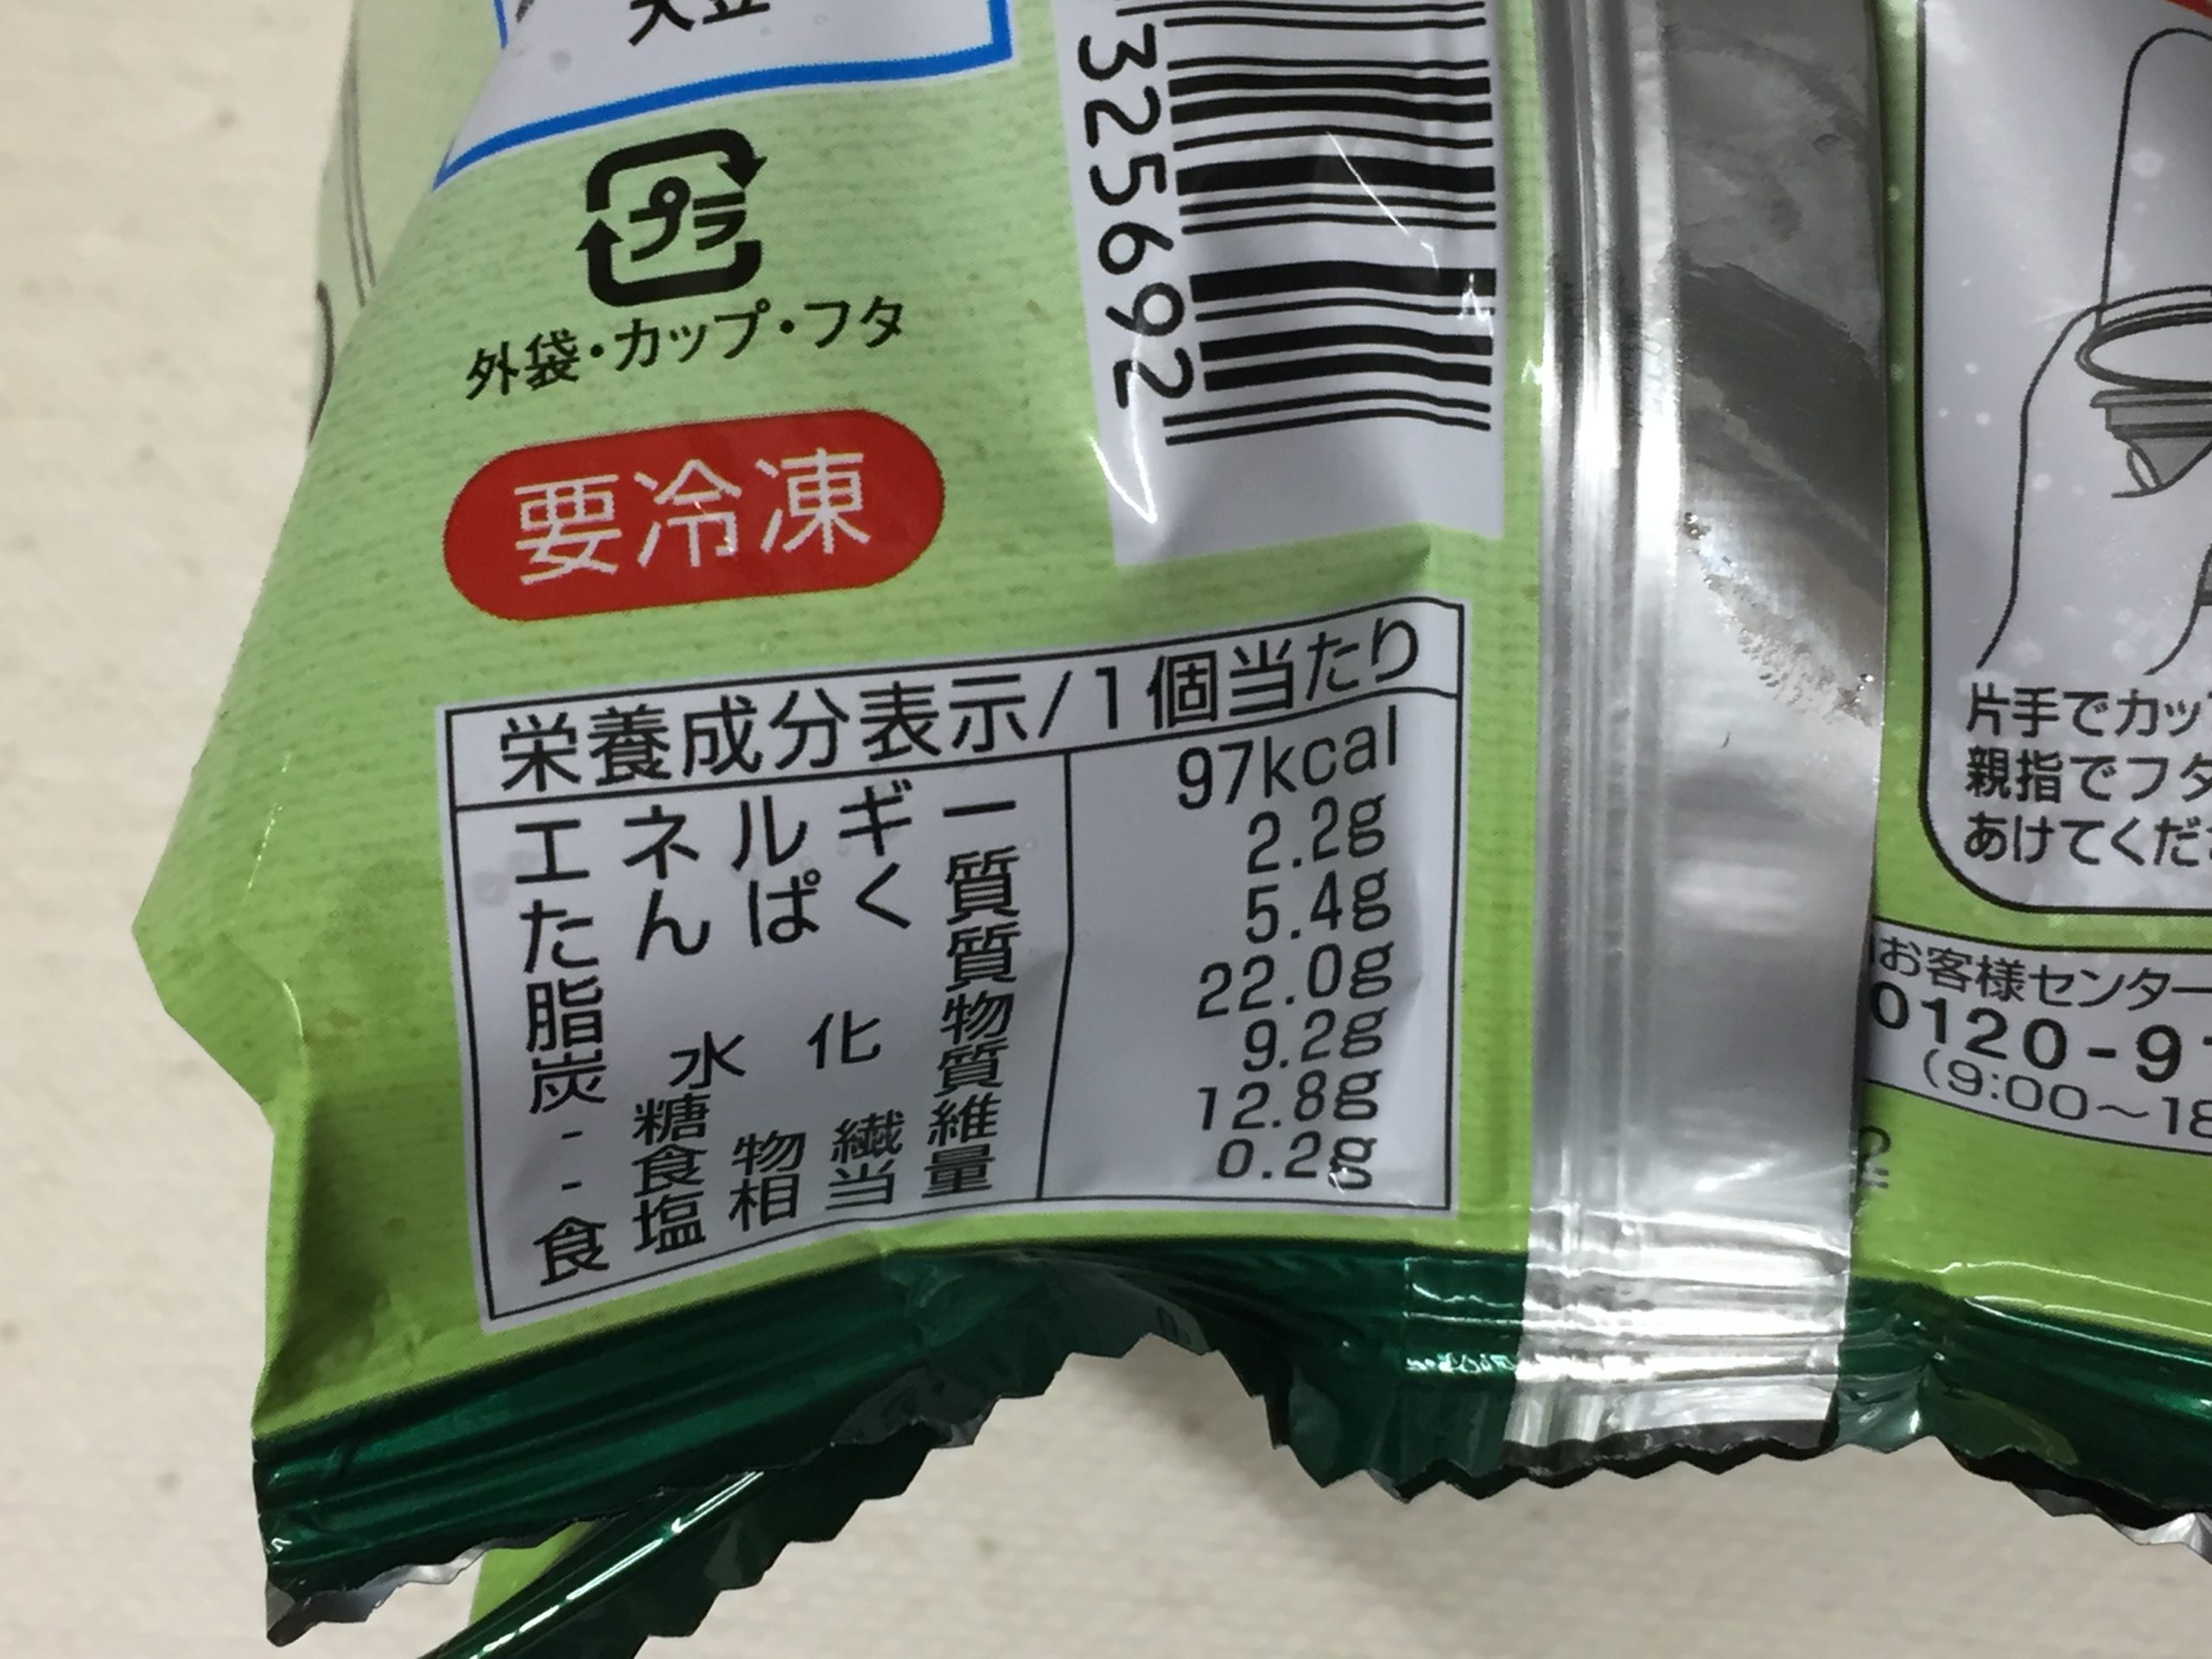 大豆
325692
プラ
外袋・カップ・フタ
要冷凍
栄養成分表示/1個当たり
エネルギー 97kcal
たんぱく質 2.2g
脂質 5.4g
炭水化物 22.0g
-糖質 9.2g
-食物繊維 12.8g
食塩相当量 0.2g
片手でカッ
親指でフタ
あけてくだ
お客様センター
0120-91
(9:00～18